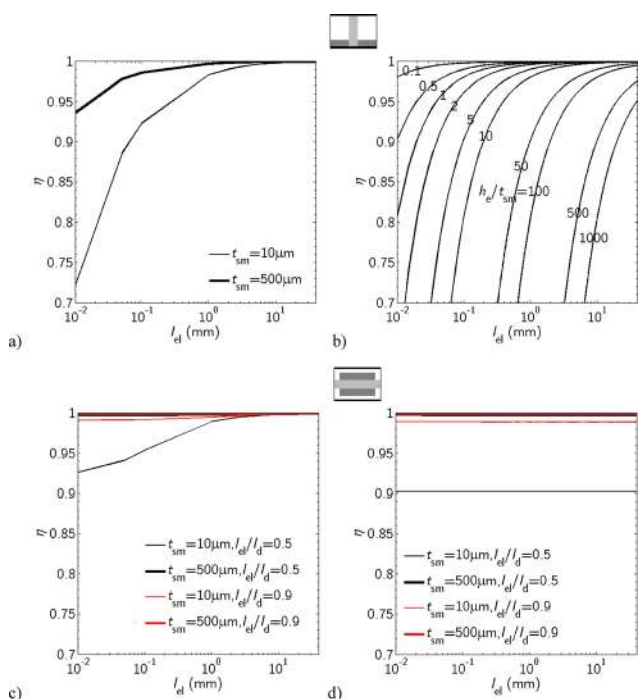 1
0.95
0.9
0.85
0.8
0.75
0.7
η
t_sm=10μm
t_sm=500μm
10^-2 10^-1 10^0 10^1
l_el (mm)
a)
1
0.95
0.9
0.85
0.8
0.75
0.7
η
0.1
0.5
1
2
5
10
50
h_e/t_sm=100
500
1000
10^-2 10^-1 10^0 10^1
l_el (mm)
b)
1
0.95
0.9
0.85
0.8
0.75
0.7
η
t_sm=10μm,l_el/l_d=0.5
t_sm=500μm,l_el/l_d=0.5
t_sm=10μm,l_el/l_d=0.9
t_sm=500μm,l_el/l_d=0.9
10^-2 10^-1 10^0 10^1
l_el (mm)
c)
1
0.95
0.9
0.85
0.8
0.75
0.7
η
t_sm=10μm,l_el/l_d=0.5
t_sm=500μm,l_el/l_d=0.5
t_sm=10μm,l_el/l_d=0.9
t_sm=500μm,l_el/l_d=0.9
10^-2 10^-1 10^0 10^1
l_el (mm)
d)